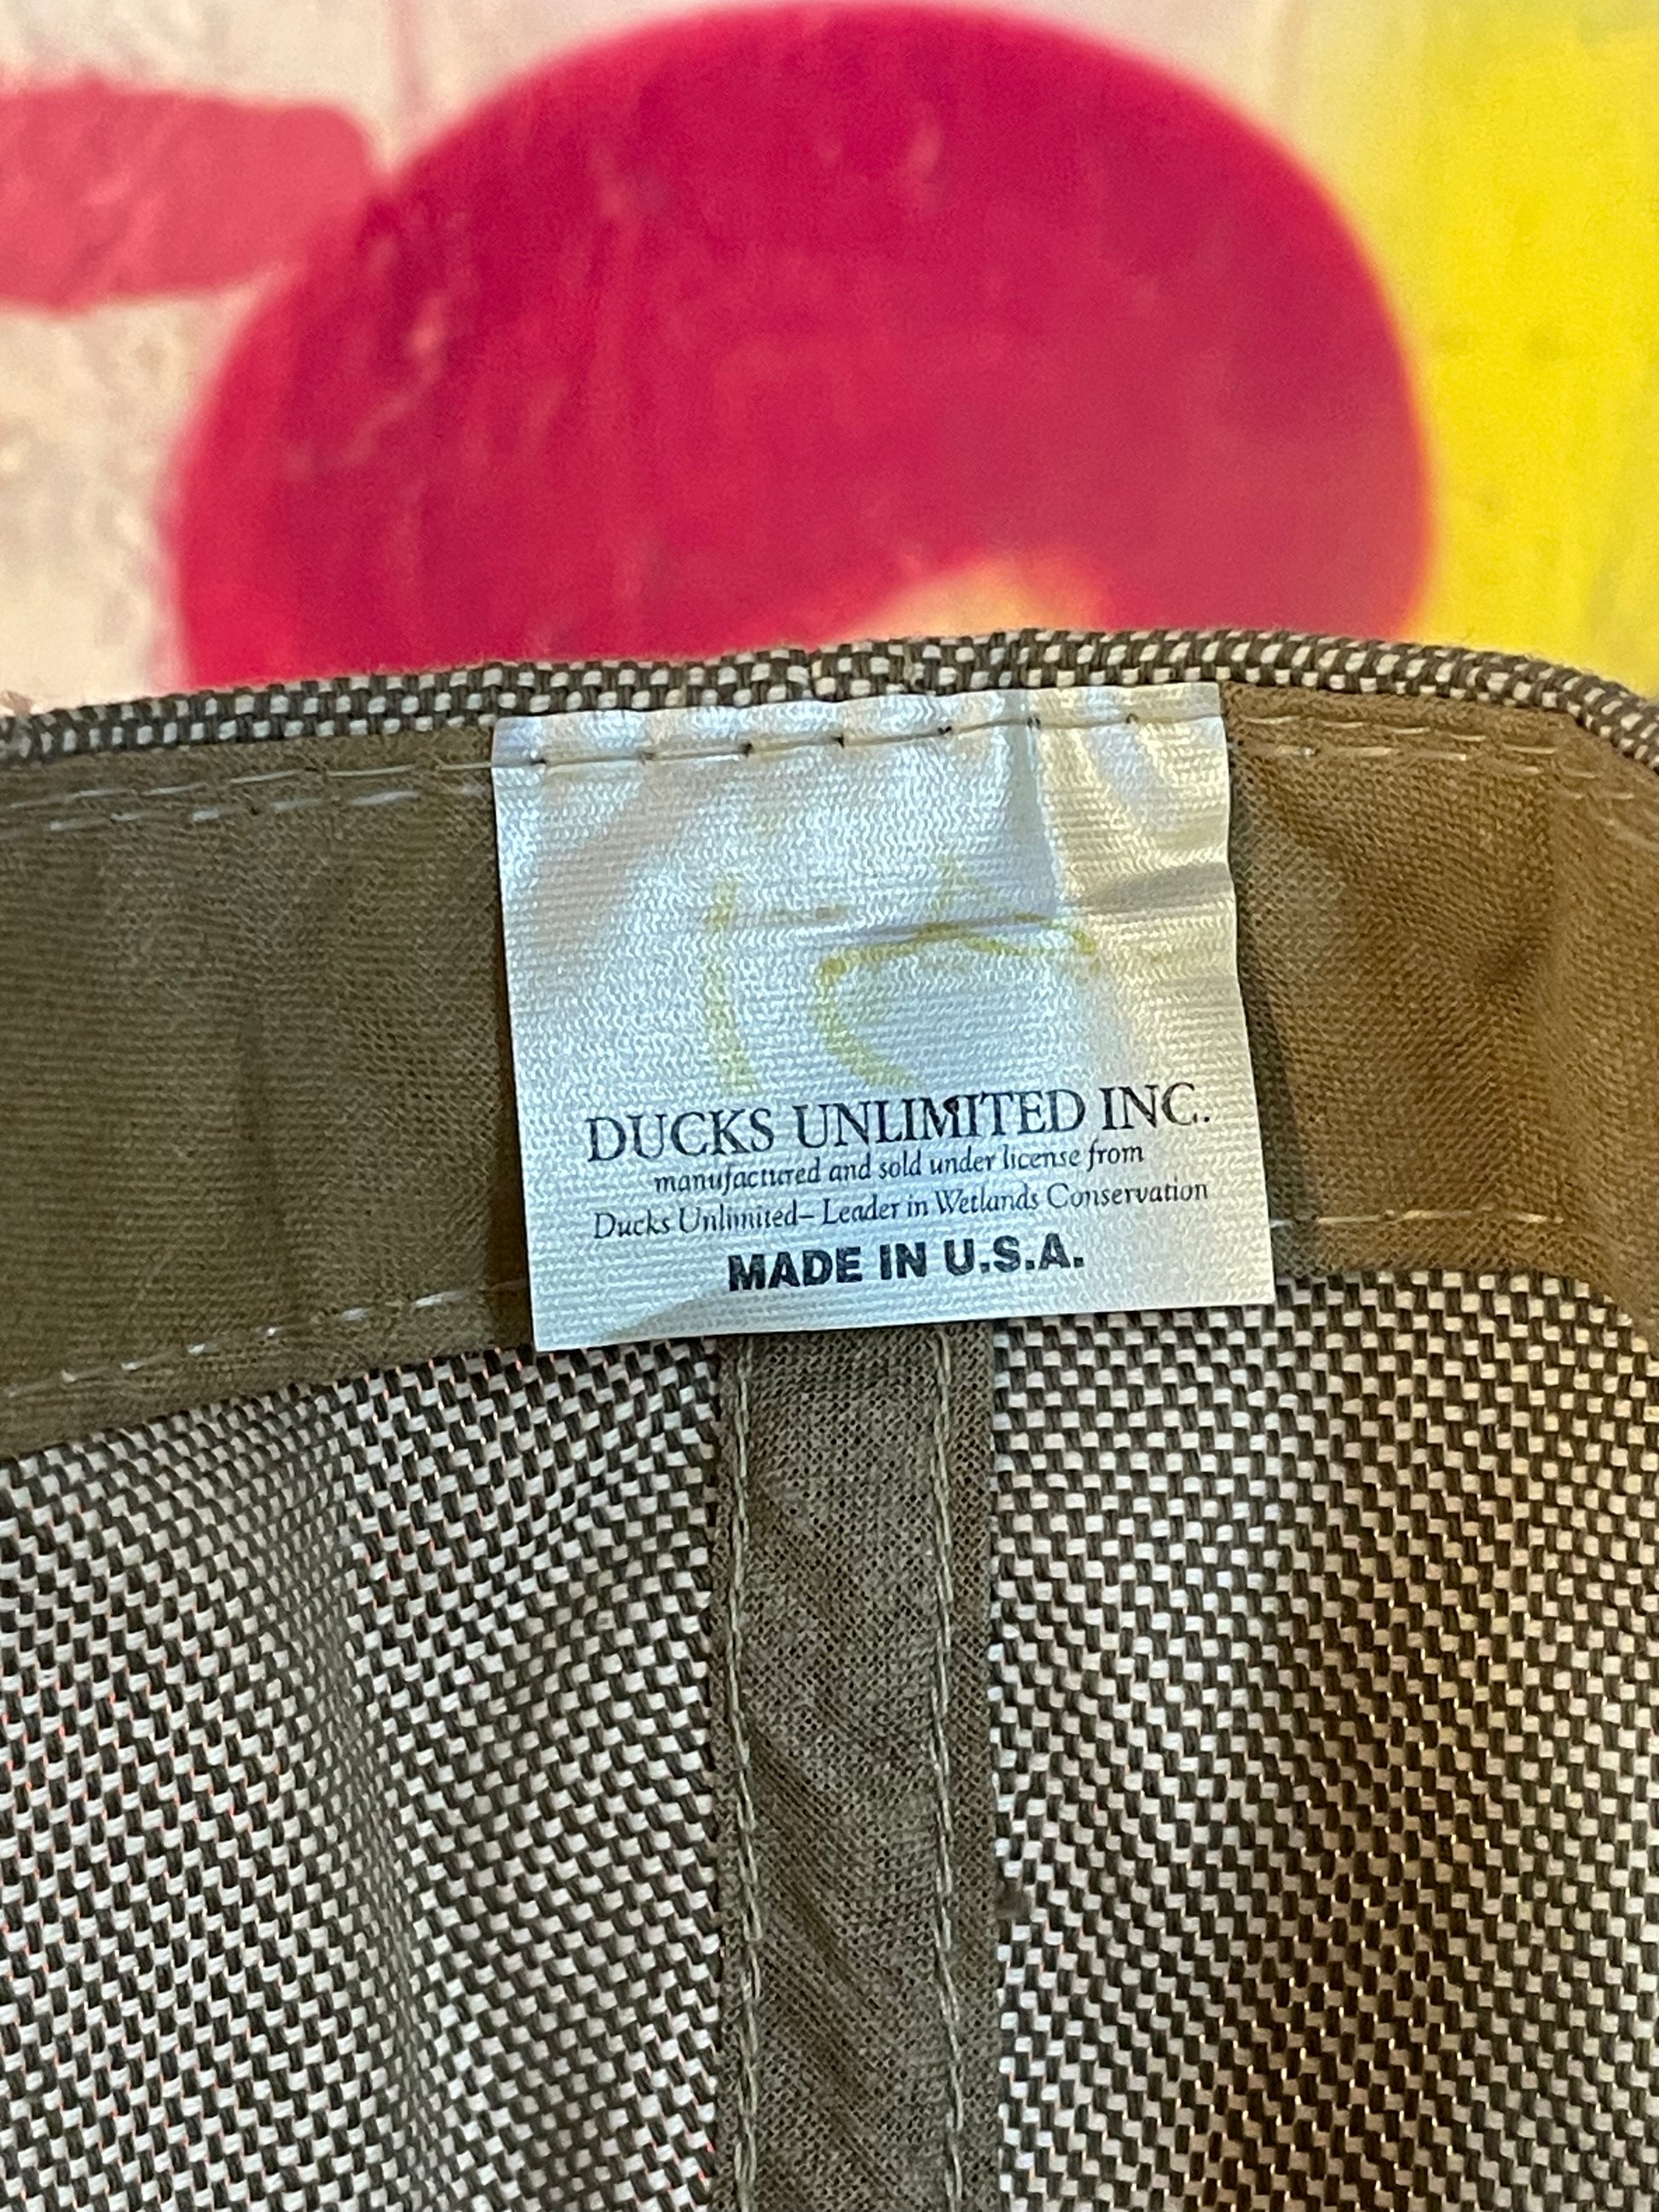 DUCKS UNLIMITED INC.
manufactured and sold under license from
Ducks Unlimited– Leader in Wetlands Conservation
MADE IN U.S.A.